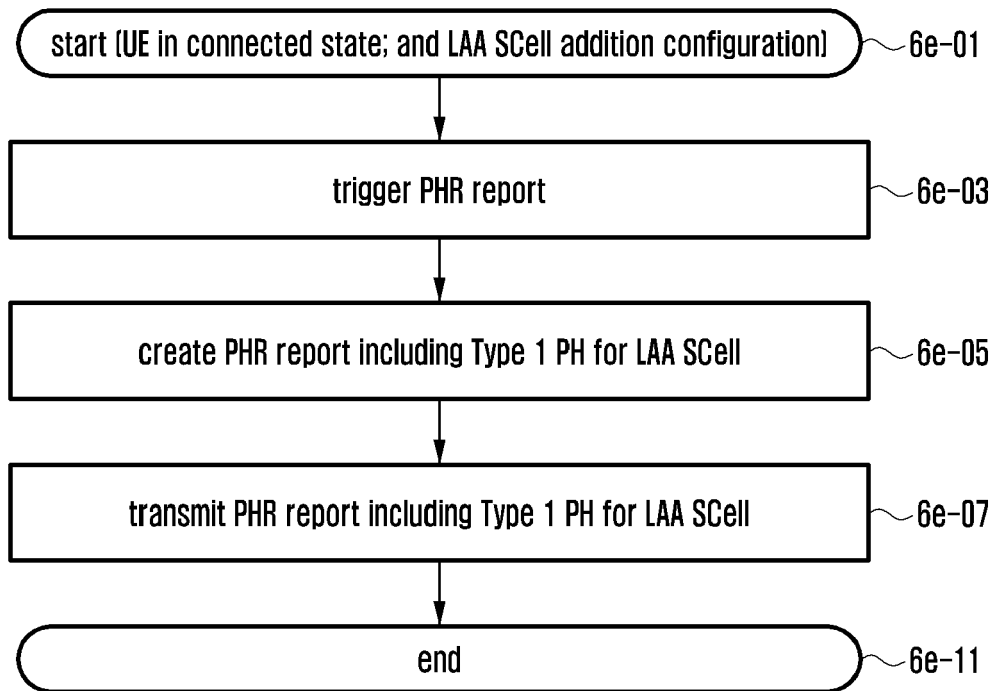 start (UE in connected state; and LAA SCell addition configuration)
6e-01
trigger PHR report
6e-03
create PHR report including Type 1 PH for LAA SCell
6e-05
transmit PHR report including Type 1 PH for LAA SCell
6e-07
end
6e-11